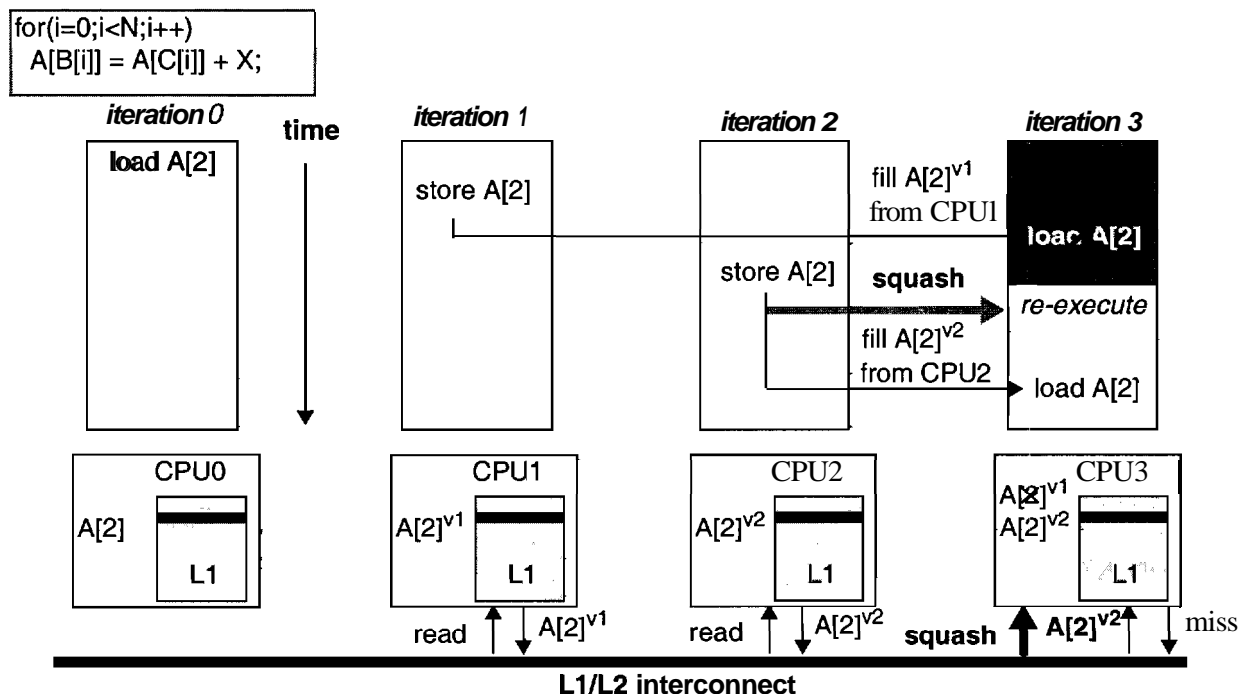 for(i=0;i<N;i++)
A[B[i]] = A[C[i]] + X;
iteration 0
time
iteration 1
iteration 2
iteration 3
load A[2]
store A[2]
fill A[2]v1
from CPU1
load A[2]
store A[2]
squash
re-execute
fill A[2]v2
from CPU2
load A[2]
CPU0
A[2]
L1
CPU1
A[2]v1
L1
CPU2
A[2]v2
L1
CPU3
A[2]v1
A[2]v2
L1
read
A[2]v1
read
A[2]v2
squash
A[2]v2
miss
L1/L2 interconnect